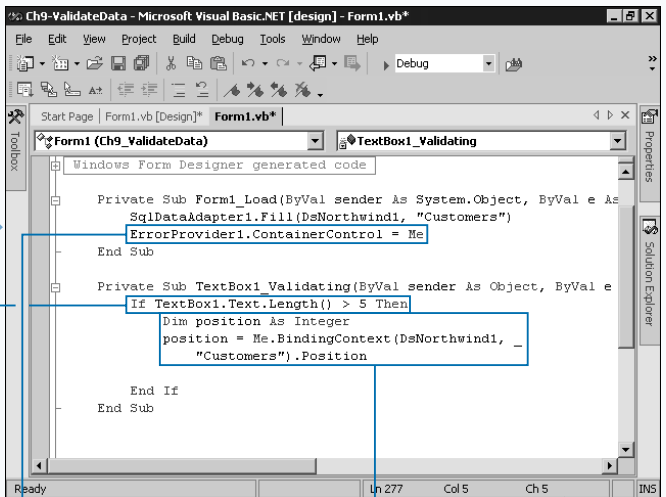 Ch9-ValidateData - Microsoft Visual Basic.NET [design] - Form1.vb*
File Edit View Project Build Debug Tools Window Help
Debug
Start Page Form1.vb [Design]* Form1.vb*
Form1 (Ch9_ValidateData) TextBox1_Validating
Toolbox
Properties
Solution Explorer
Windows Form Designer generated code
Private Sub Form1_Load(ByVal sender As System.Object, ByVal e As
SqlDataAdapter1.Fill(DsNorthwind1, "Customers")
ErrorProvider1.ContainerControl = Me
End Sub
Private Sub TextBox1_Validating(ByVal sender As Object, ByVal e
If TextBox1.Text.Length() > 5 Then
Dim position As Integer
position = Me.BindingContext(DsNorthwind1, _
"Customers").Position
End If
End Sub
Ready Ln 277 Col 5 Ch 5 INS